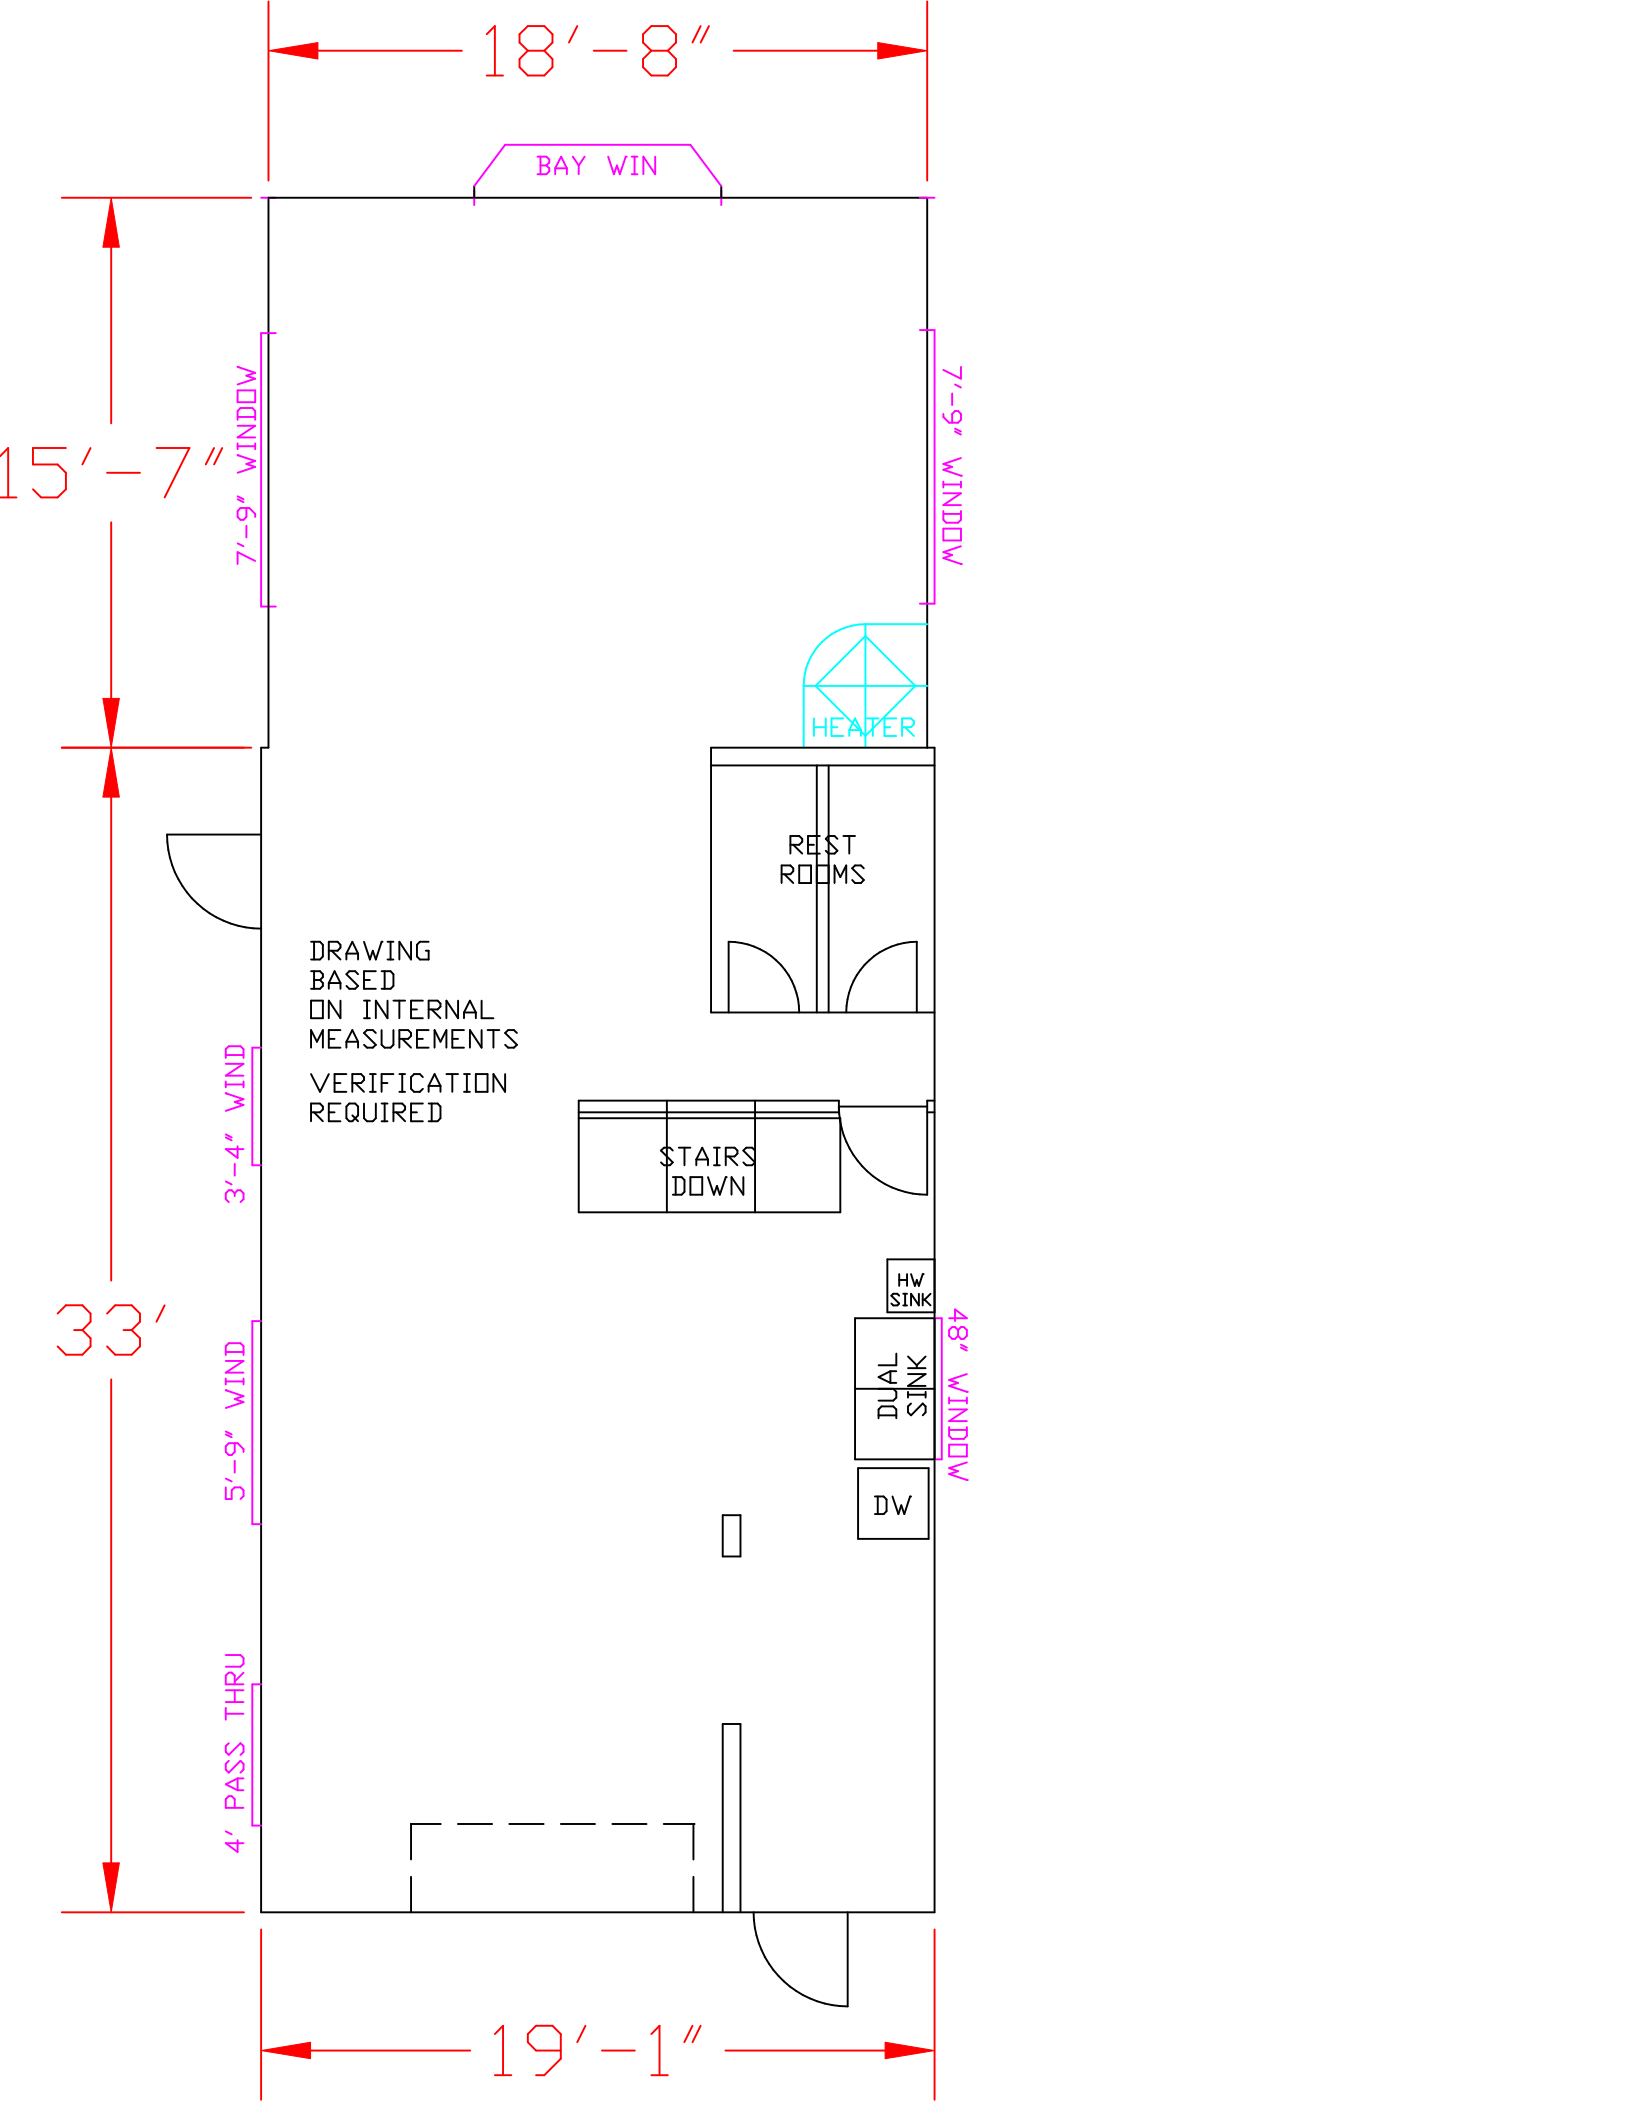 18'-8"
BAY WIN
7'-9" WINDOW
7'-9" WINDOW
15'-7"
HEATER
REST
ROOMS
DRAWING
BASED
ON INTERNAL
MEASUREMENTS
VERIFICATION
REQUIRED
3'-4" WIND
STAIRS
DOWN
HW
SINK
33'
5'-9" WIND
DUAL
SINK
48" WINDOW
DW
4' PASS THRU
19'-1"